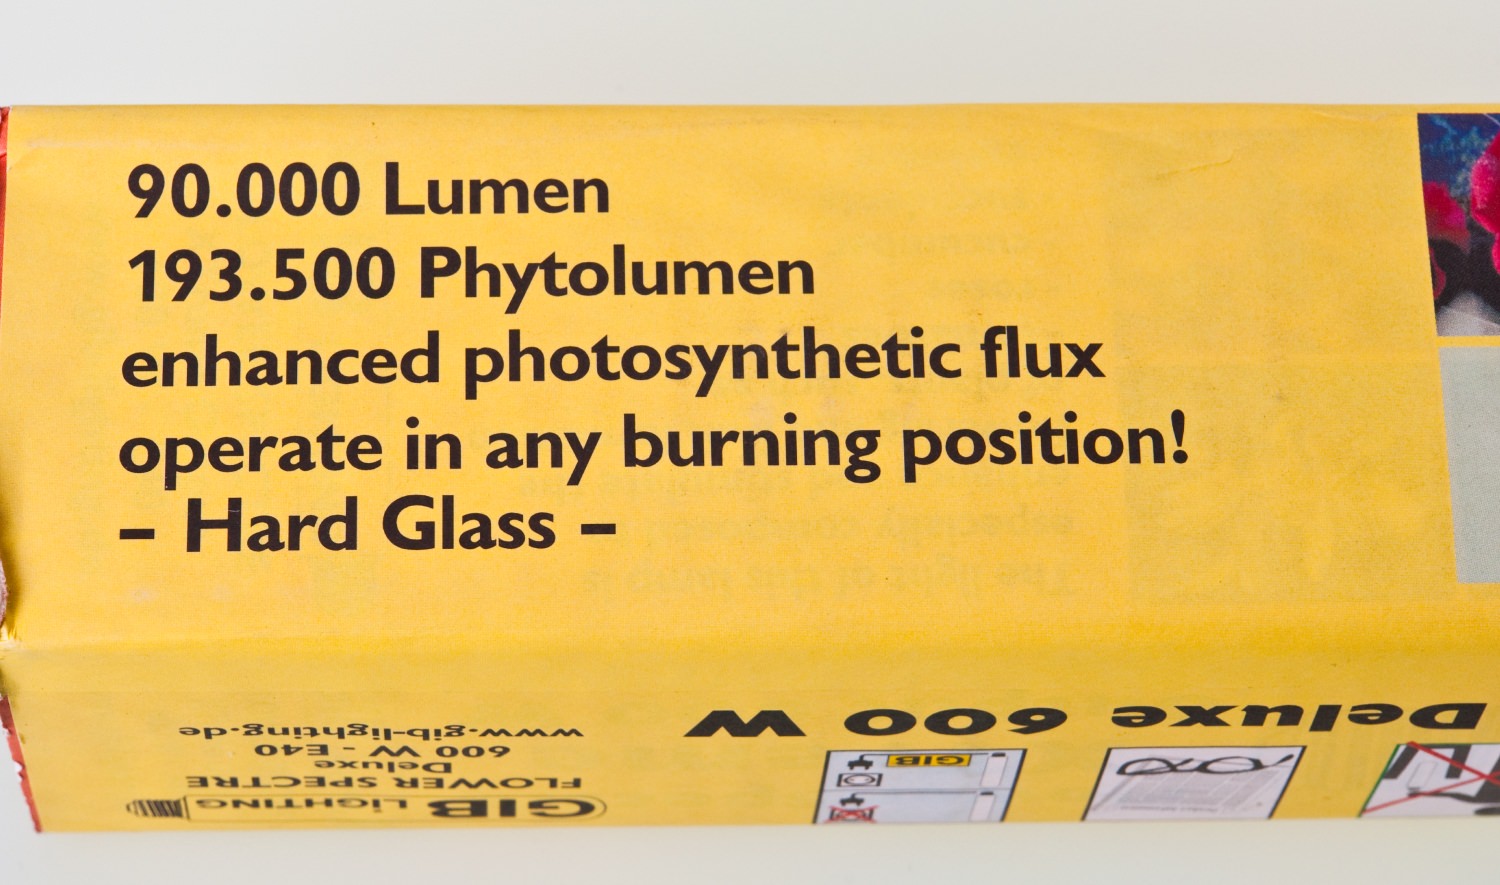 90.000 Lumen
193.500 Phytolumen
enhanced photosynthetic flux
operate in any burning position!
– Hard Glass –
Deluxe 600 W
GIB
GIB LIGHTING
FLOWER SPECTRE
Deluxe
600 W - E40
www.gib-lighting.de